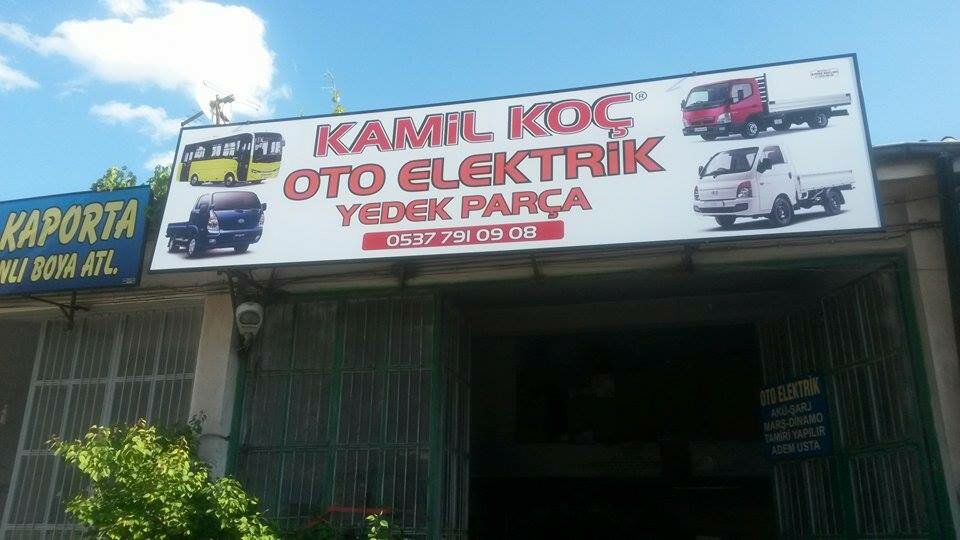 KAMİL KOÇ®
OTO ELEKTRİK
YEDEK PARÇA
0537 791 09 08
KAPORTA
NLI BOYA ATL.
OTO ELEKTRİK
AKÜ-ŞARJ
MARŞ-DİNAMO
TAMİRİ YAPILIR
ADEM USTA